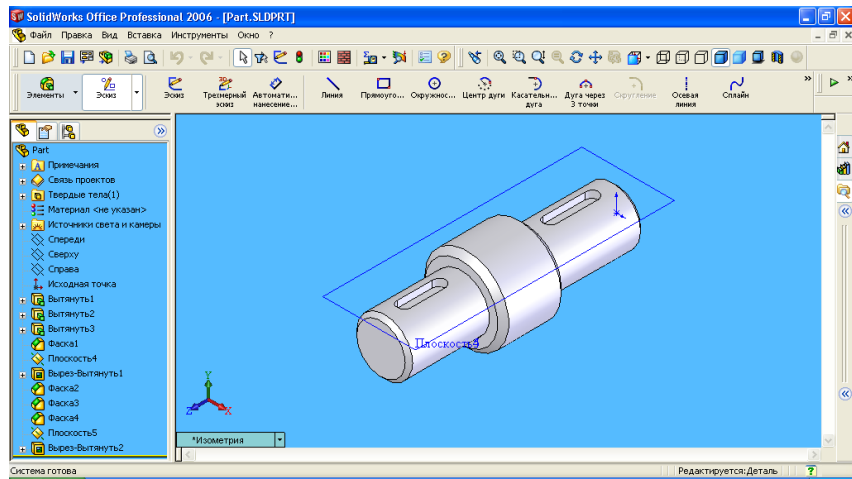 SolidWorks Office Professional 2006 - [Part.SLDPRT]
Файл Правка Вид Вставка Инструменты Окно ?
Элементы Эскиз Эскиз Трехмерный эскиз Автомати... нанесение... Линия Прямоуго... Окружнос... Центр дуги Касательн... дуга Дуга через 3 точки Скругление Осевая линия Сплайн
Part
Примечания
Связь проектов
Твердые тела(1)
Материал <не указан>
Источники света и камеры
Спереди
Сверху
Справа
Исходная точка
Вытянуть1
Вытянуть2
Вытянуть3
Фаска1
Плоскость4
Вырез-Вытянуть1
Фаска2
Фаска3
Фаска4
Плоскость5
Вырез-Вытянуть2
Плоскость4
Y
Z X
*Изометрия
Система готова
Редактируется:Деталь